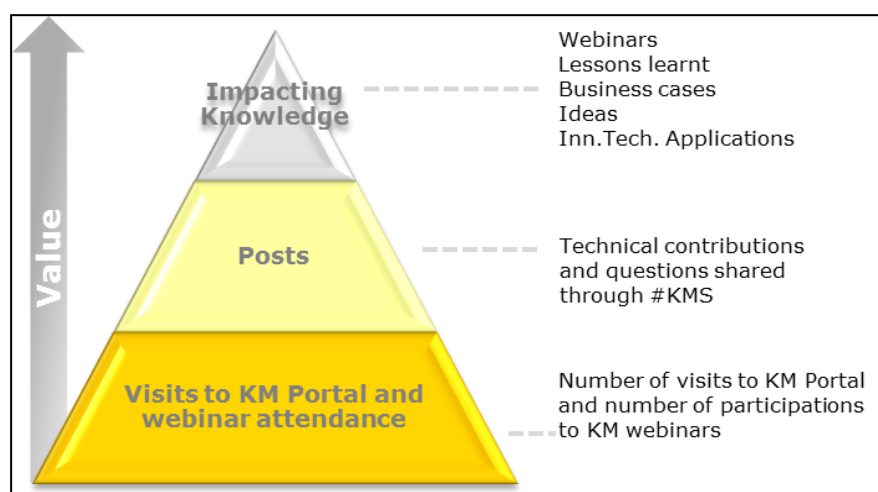 Value
Impacting
Knowledge
Webinars
Lessons learnt
Business cases
Ideas
Inn.Tech. Applications
Posts
Technical contributions
and questions shared
through #KMS
Visits to KM Portal and
webinar attendance
Number of visits to KM Portal
and number of participations
to KM webinars